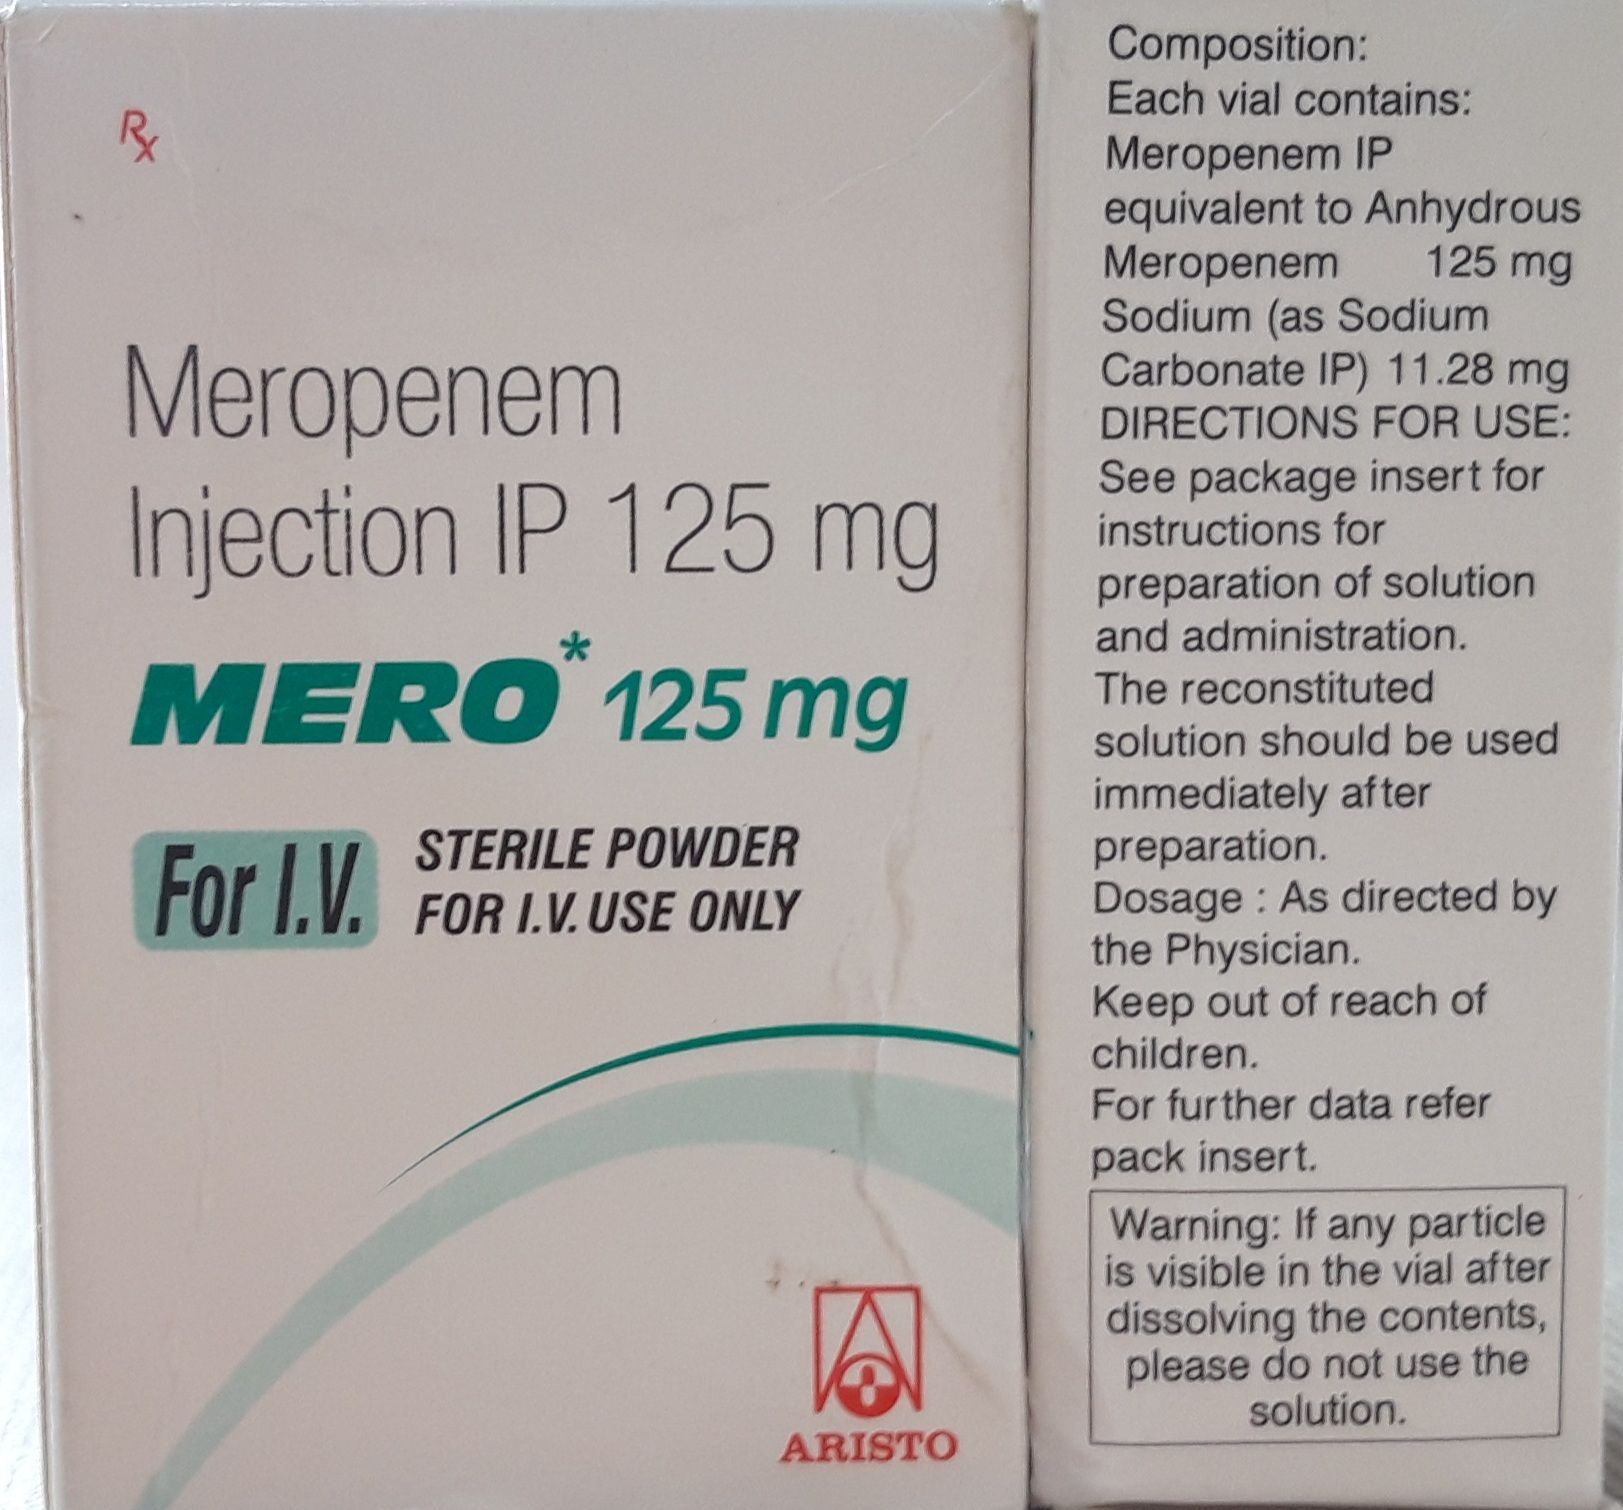 Rx
Meropenem
Injection IP 125 mg
MERO* 125 mg
For I.V.
STERILE POWDER
FOR I.V. USE ONLY
ARISTO
Composition:
Each vial contains:
Meropenem IP
equivalent to Anhydrous
Meropenem 125 mg
Sodium (as Sodium
Carbonate IP) 11.28 mg
DIRECTIONS FOR USE:
See package insert for
instructions for
preparation of solution
and administration.
The reconstituted
solution should be used
immediately after
preparation.
Dosage : As directed by
the Physician.
Keep out of reach of
children.
For further data refer
pack insert.
Warning: If any particle
is visible in the vial after
dissolving the contents,
please do not use the
solution.